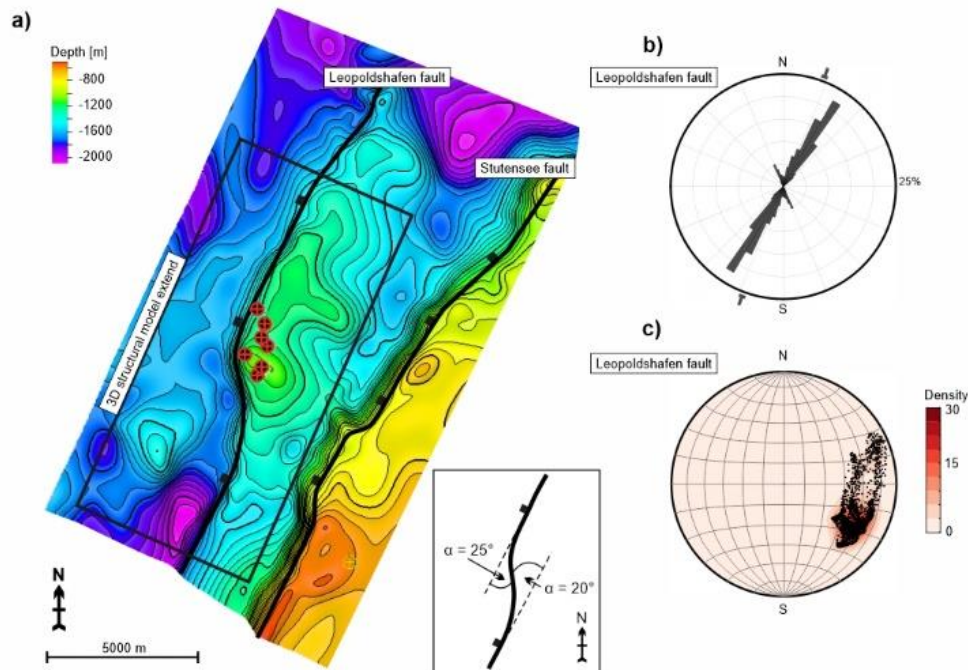 a)
Depth [m]
-800
-1200
-1600
-2000
Leopoldshafen fault
Stutensee fault
3D structural model extend
N
5000 m
α = 25°
α = 20°
N
b)
Leopoldshafen fault
N
25%
S
c)
Leopoldshafen fault
N
S
Density
30
15
0